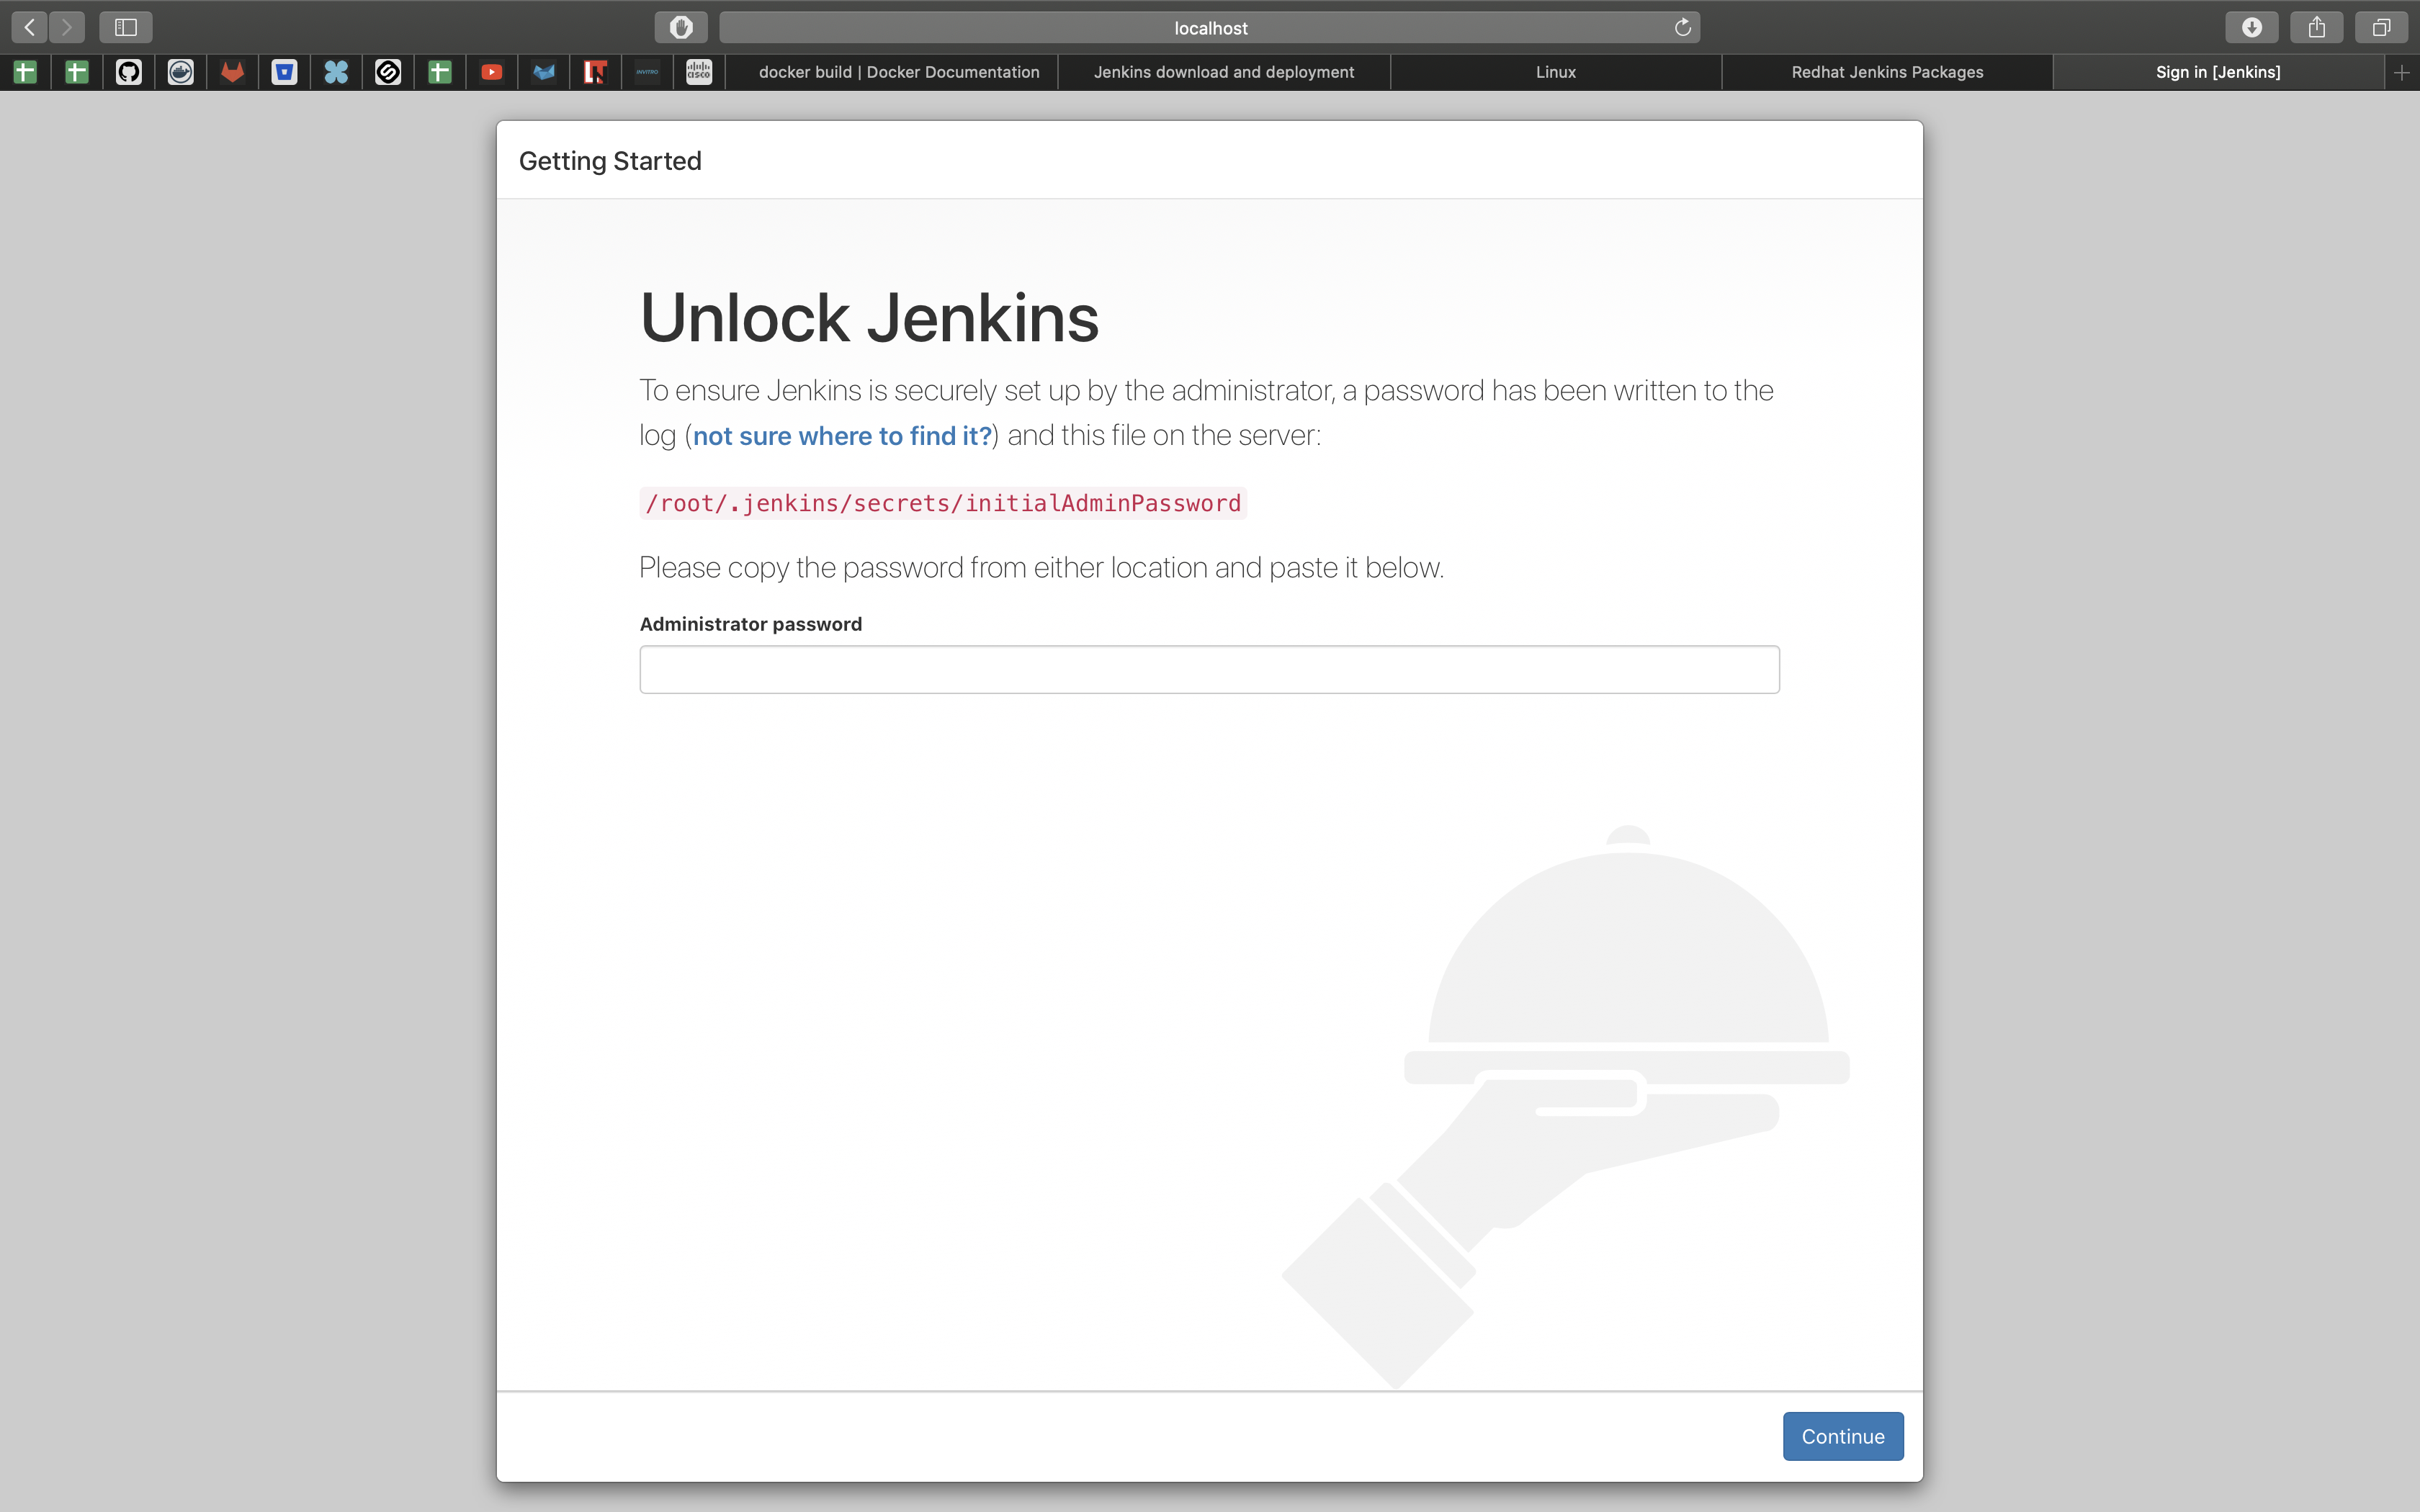 localhost
INVITRO
CISCO
docker build | Docker Documentation
Jenkins download and deployment
Linux
Redhat Jenkins Packages
Sign in [Jenkins]
Getting Started
Unlock Jenkins
To ensure Jenkins is securely set up by the administrator, a password has been written to the
log (not sure where to find it?) and this file on the server:
/root/.jenkins/secrets/initialAdminPassword
Please copy the password from either location and paste it below.
Administrator password
Continue